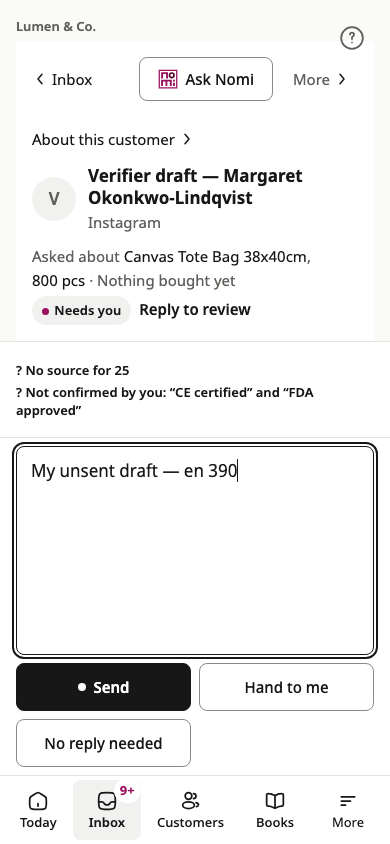 Lumen & Co.
Inbox
Ask Nomi
More
About this customer
V
Verifier draft — Margaret
Okonkwo-Lindqvist
Instagram
Asked about Canvas Tote Bag 38x40cm,
800 pcs · Nothing bought yet
Needs you
Reply to review
? No source for 25
? Not confirmed by you: “CE certified” and “FDA
approved”
My unsent draft — en 390
Send
Hand to me
No reply needed
9+
Today
Inbox
Customers
Books
More